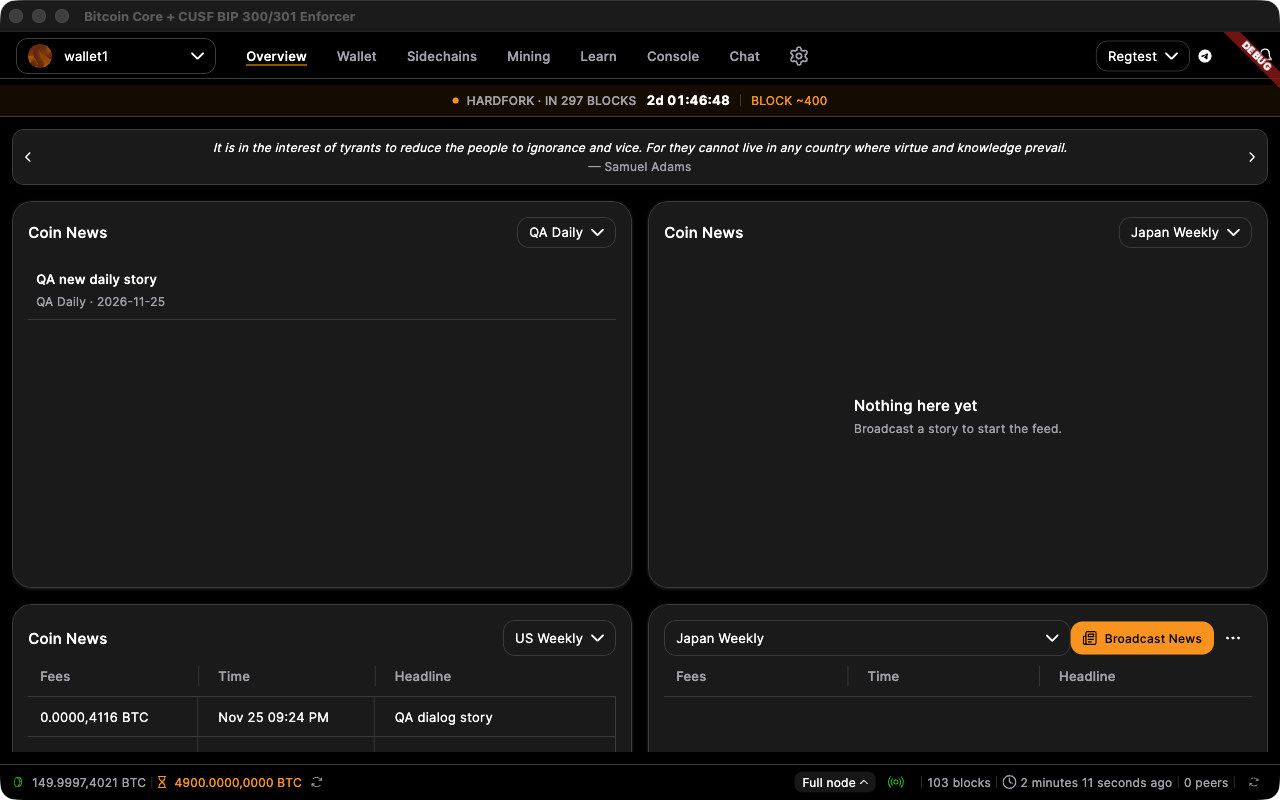 Bitcoin Core + CUSF BIP 300/301 Enforcer
wallet1
Overview
Wallet
Sidechains
Mining
Learn
Console
Chat
Regtest
DEBUG
HARDFORK · IN 297 BLOCKS 2d 01:46:48 BLOCK ~400
It is in the interest of tyrants to reduce the people to ignorance and vice. For they cannot live in any country where virtue and knowledge prevail.
— Samuel Adams
Coin News
QA Daily
QA new daily story
QA Daily · 2026-11-25
Coin News
Japan Weekly
Nothing here yet
Broadcast a story to start the feed.
Coin News
US Weekly
Fees Time Headline
0.0000,4116 BTC Nov 25 09:24 PM QA dialog story
Japan Weekly
Broadcast News
Fees Time Headline
149.9997,4021 BTC 4900.0000,0000 BTC
Full node 103 blocks 2 minutes 11 seconds ago 0 peers